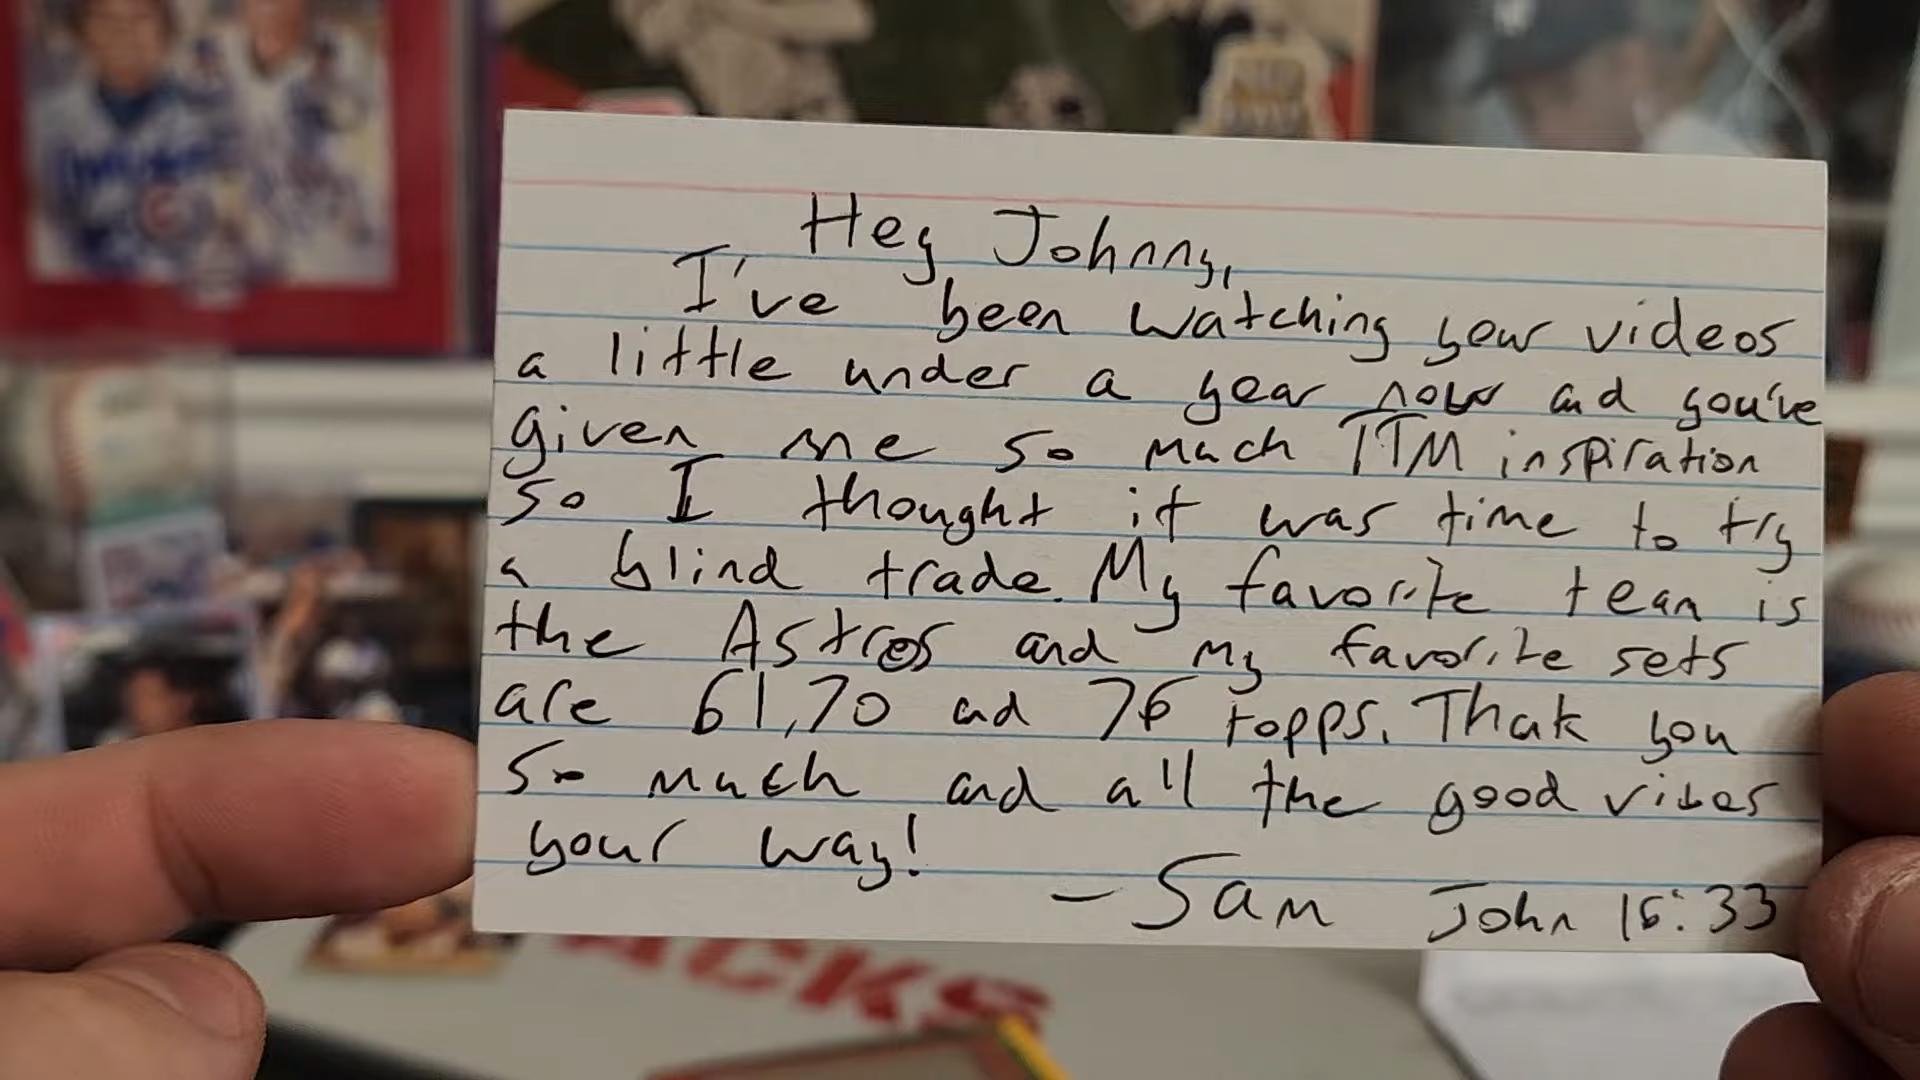 Hey Johnny,
I've been watching your videos
a little under a year now and you've
given me so much TTM inspiration
so I thought it was time to try
a blind trade. My favorite team is
the Astros and my favorite sets
are 61,70 ad 76 topps. Thak you
so much and all the good vibes
your way!
-Sam John 16:33
ACKS